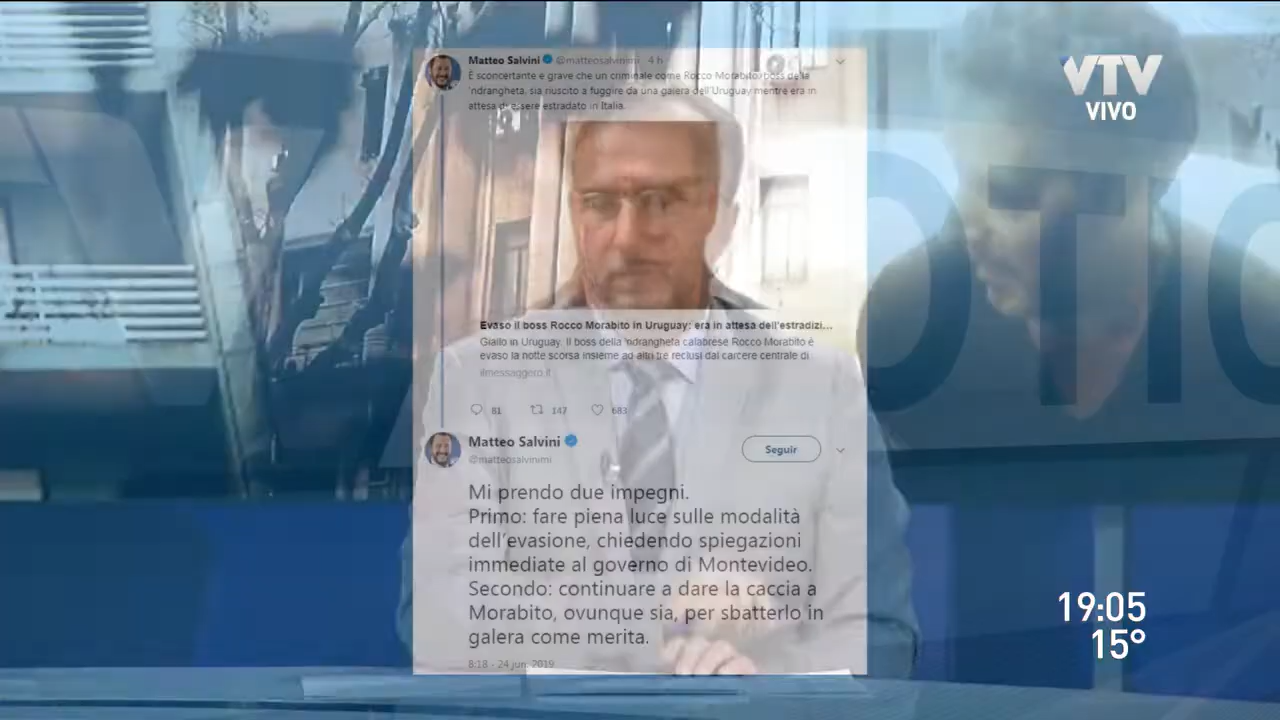 Matteo Salvini @matteosalvinimi · 4 h
È sconcertante e grave che un criminale come Rocco Morabito, boss della
'ndrangheta, sia riuscito a fuggire da una galera dell'Uruguay mentre era in
attesa di essere estradato in Italia.
VTV
VIVO
OTIC
Evaso il boss Rocco Morabito in Uruguay: era in attesa dell'estradizi...
Giallo in Uruguay. Il boss della 'ndrangheta calabrese Rocco Morabito è
evaso la notte scorsa insieme ad altri tre reclusi dal carcere centrale di
ilmessaggero.it
81 147 683
Matteo Salvini
@matteosalvinimi
Seguir
Mi prendo due impegni.
Primo: fare piena luce sulle modalità
dell'evasione, chiedendo spiegazioni
immediate al governo di Montevideo.
Secondo: continuare a dare la caccia a
Morabito, ovunque sia, per sbatterlo in
galera come merita.
8:18 - 24 jun. 2019
19:05
15°